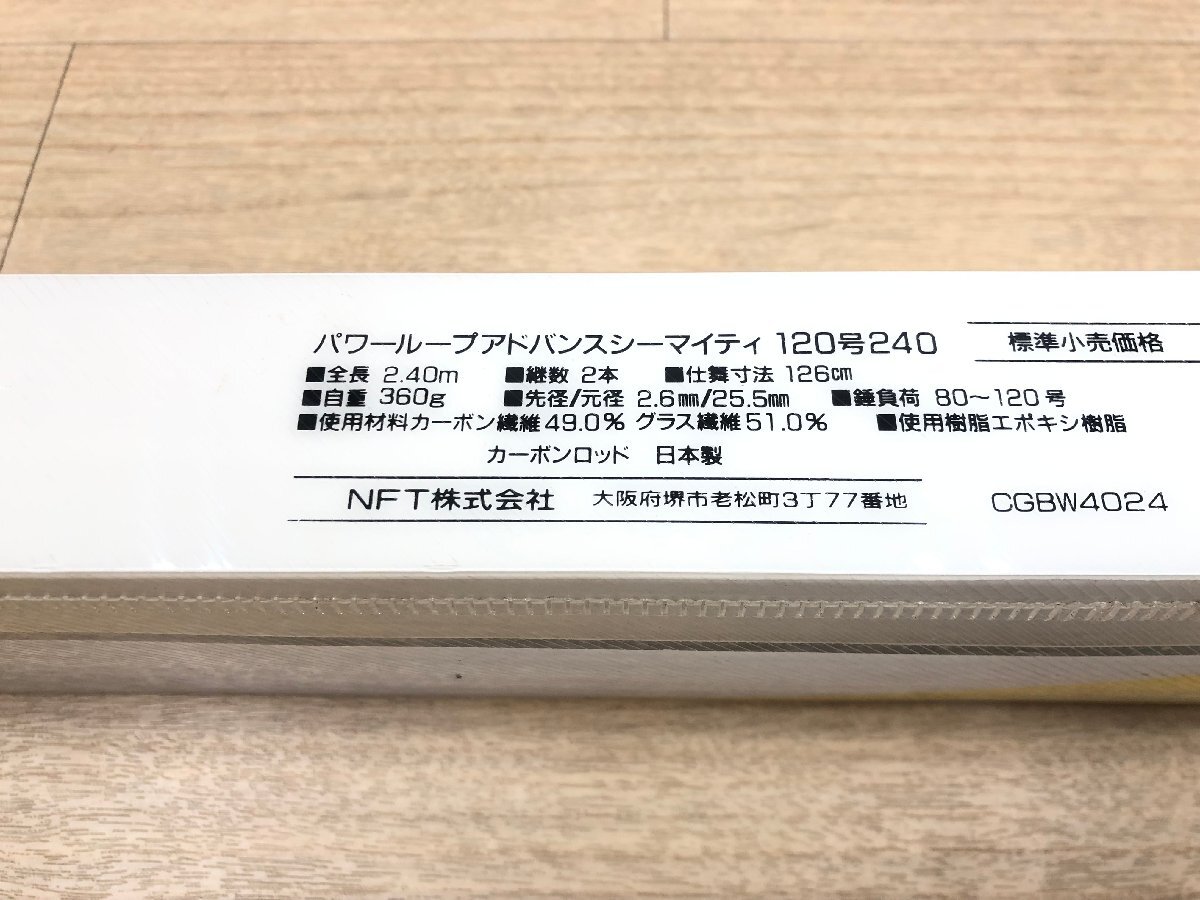 パワーループアドバンスシーマイティ 120号240
標準小売価格
■全長 2.40m ■継数 2本 ■仕舞寸法 126cm
■自重 360g ■先径/元径 2.6mm/25.5mm ■錘負荷 80〜120号
■使用材料カーボン繊維49.0% グラス繊維51.0% ■使用樹脂エポキシ樹脂
カーボンロッド 日本製
NFT株式会社 大阪府堺市老松町3丁77番地 CGBW4024